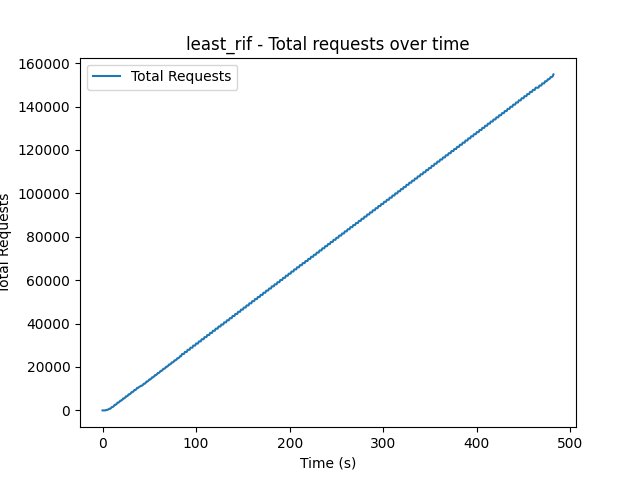 least_rif - Total requests over time
Total Requests
160000
140000
120000
100000
80000
60000
40000
20000
0
Total Requests
0 100 200 300 400 500
Time (s)